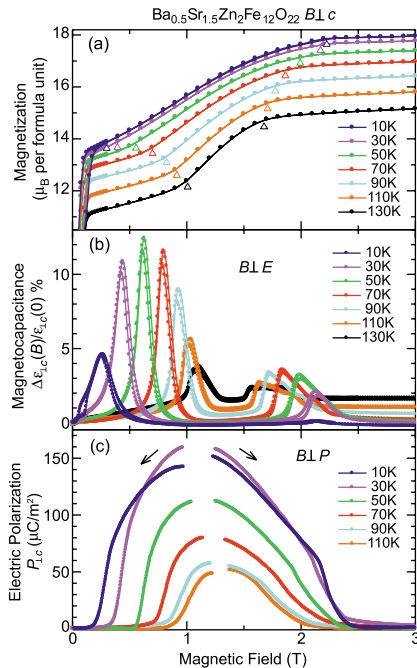 Ba0.5Sr1.5Zn2Fe12O22 B⊥c
(a)
Magnetization
(μB per formula unit)
18
16
14
12
10K
30K
50K
70K
90K
110K
130K
(b)
B⊥E
Magnetocapacitance
Δε⊥c(B)/ε⊥c(0) %
10
5
0
10K
30K
50K
70K
90K
110K
130K
(c)
B⊥P
Electric Polarization
P⊥c (μC/m²)
150
100
50
0
10K
30K
50K
70K
90K
110K
0 1 2 3
Magnetic Field (T)